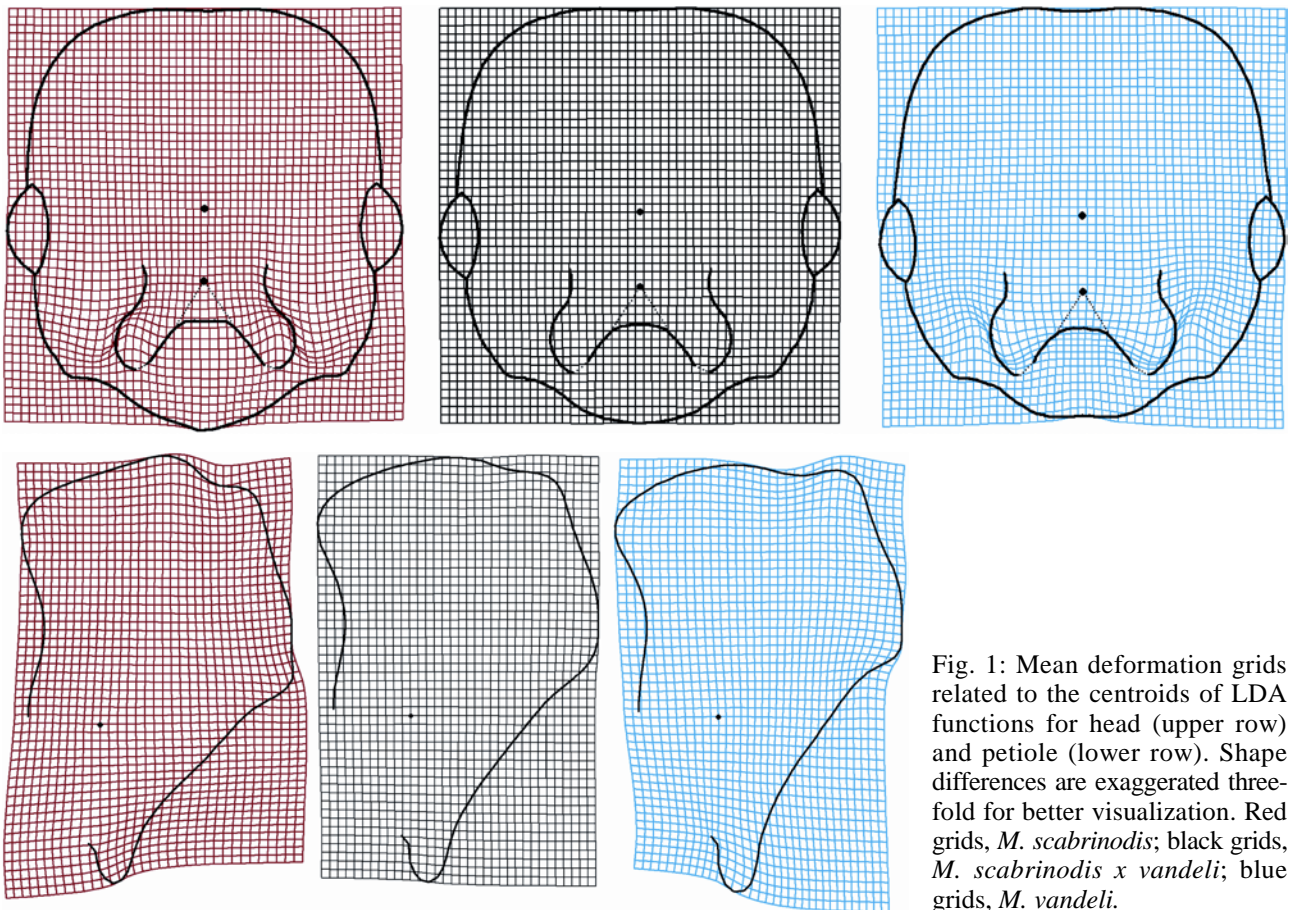 Fig. 1: Mean deformation grids
related to the centroids of LDA
functions for head (upper row)
and petiole (lower row). Shape
differences are exaggerated three-
fold for better visualization. Red
grids, M. scabrinodis; black grids,
M. scabrinodis x vandeli; blue
grids, M. vandeli.